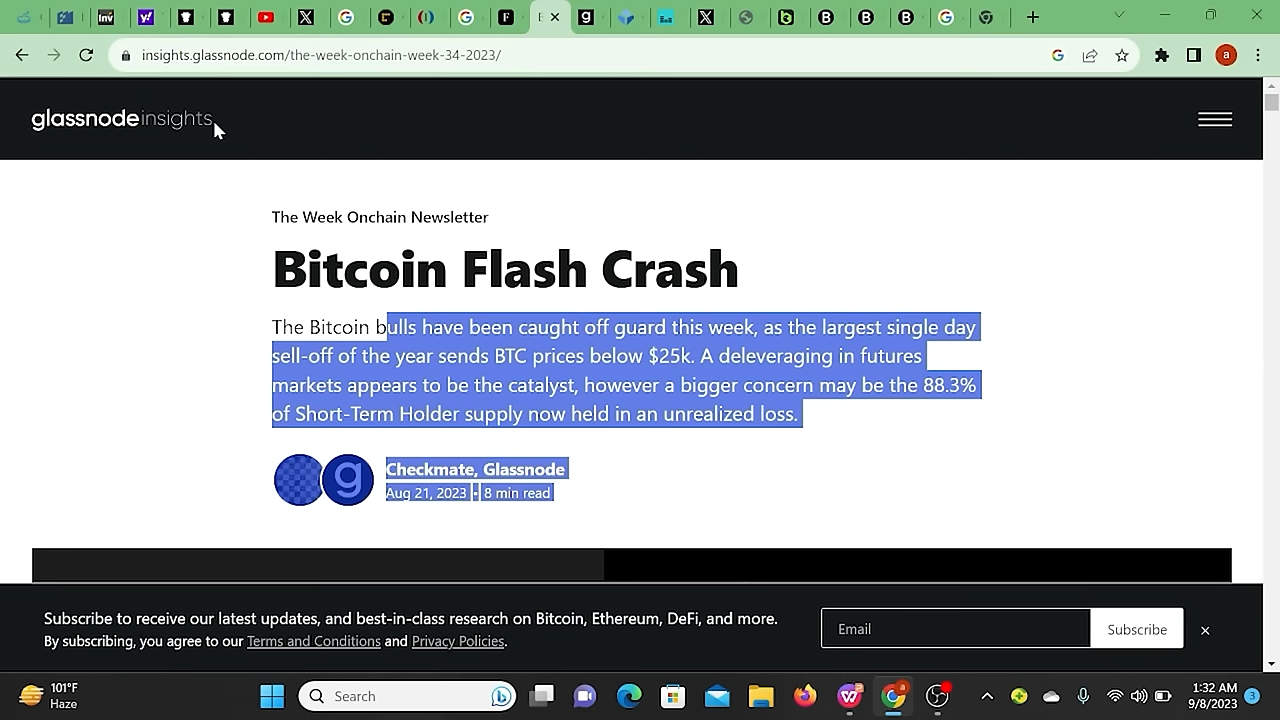 insights.glassnode.com/the-week-onchain-week-34-2023/
glassnode insights
The Week Onchain Newsletter
Bitcoin Flash Crash
The Bitcoin bulls have been caught off guard this week, as the largest single day
sell-off of the year sends BTC prices below $25k. A deleveraging in futures
markets appears to be the catalyst, however a bigger concern may be the 88.3%
of Short-Term Holder supply now held in an unrealized loss.
Checkmate, Glassnode
Aug 21, 2023 • 8 min read
Subscribe to receive our latest updates, and best-in-class research on Bitcoin, Ethereum, DeFi, and more.
By subscribing, you agree to our Terms and Conditions and Privacy Policies.
Email
Subscribe
101°F
Haze
Search
1:32 AM
9/8/2023
3